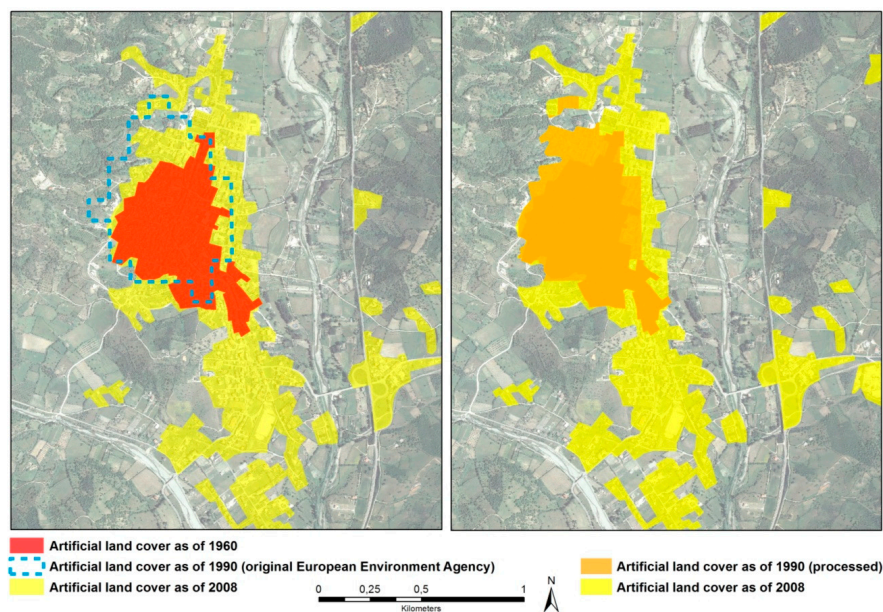 Artificial land cover as of 1960
Artificial land cover as of 1990 (original European Environment Agency)
Artificial land cover as of 2008
Artificial land cover as of 1990 (processed)
Artificial land cover as of 2008
0 0,25 0,5 1
Kilometers
N